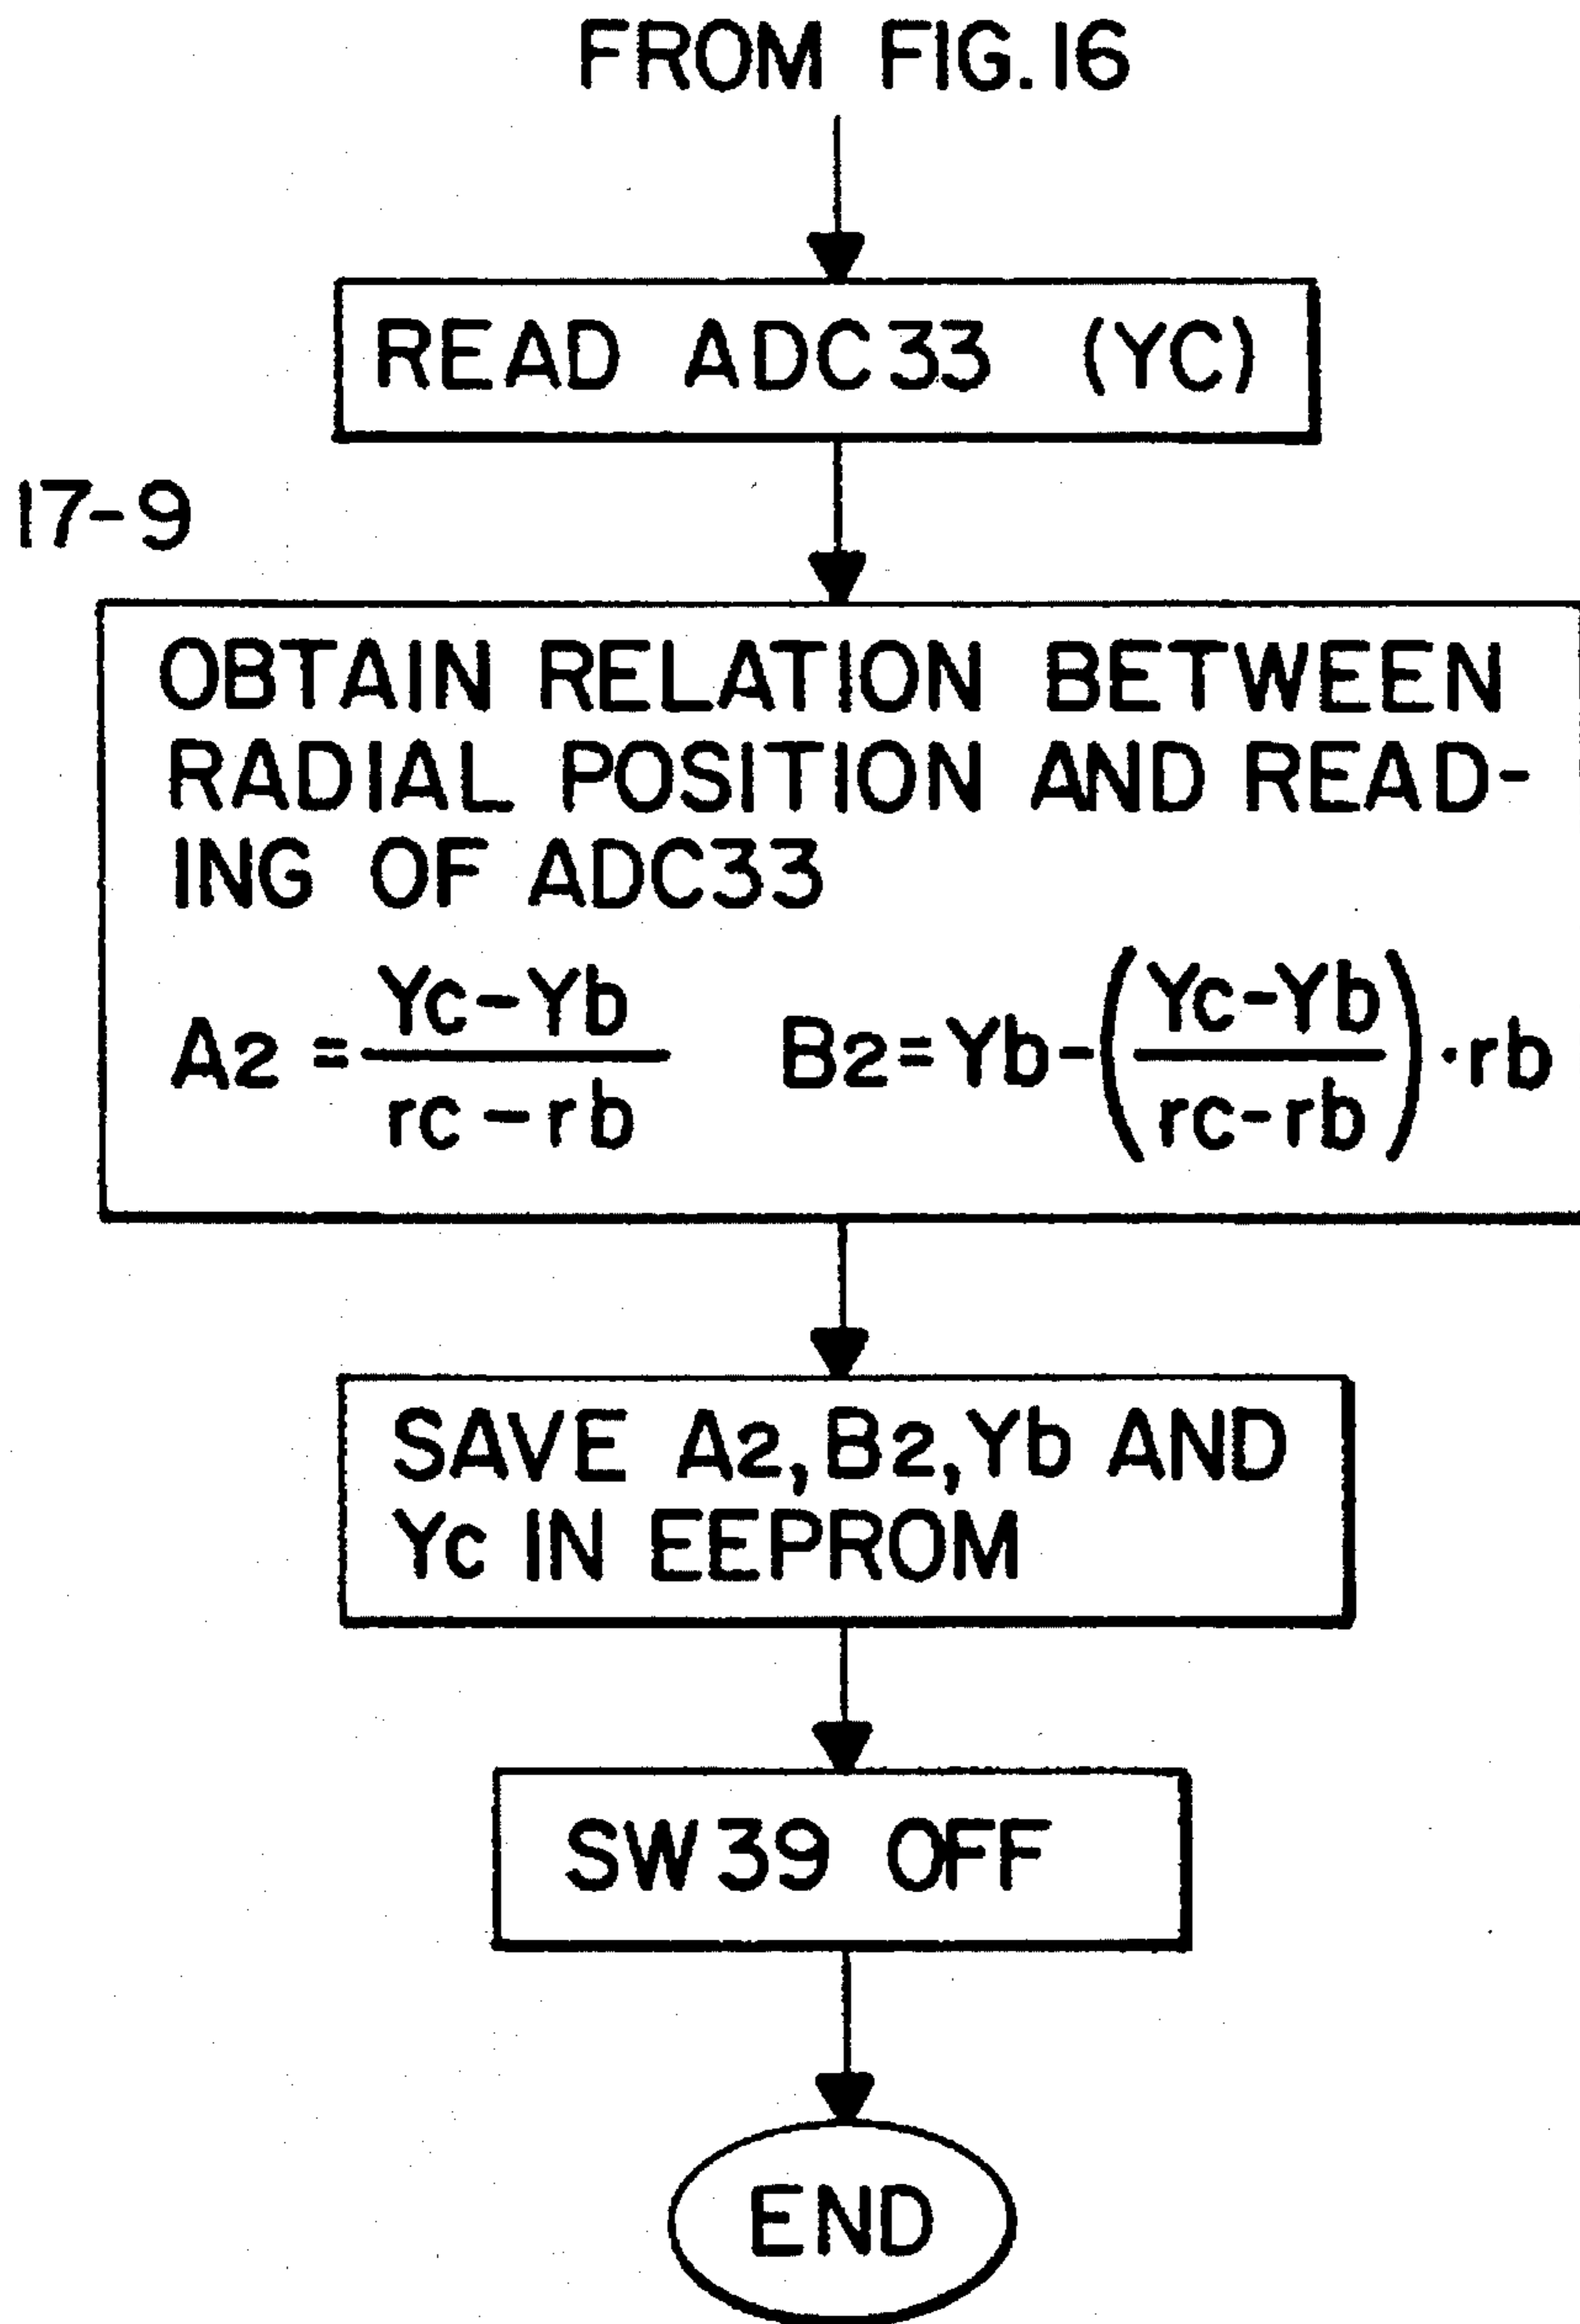 FROM FIG. 16
READ ADC33 (YC)
17-9
OBTAIN RELATION BETWEEN
RADIAL POSITION AND READ-
ING OF ADC33
A2 = Yc-Yb / rc-rb B2=Yb-(Yc-Yb / rc-rb)·rb
SAVE A2,B2,Yb AND
Yc IN EEPROM
SW39 OFF
END